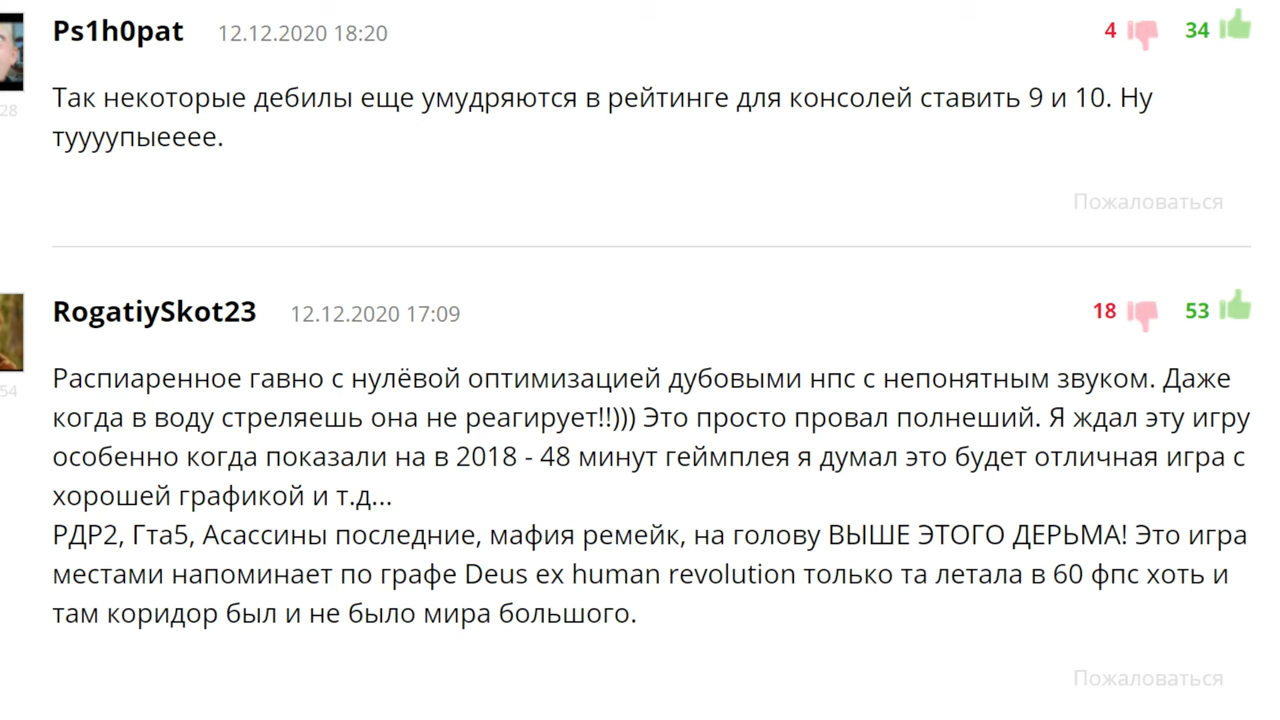 Ps1h0pat 12.12.2020 18:20 4 34
28
Так некоторые дебилы еще умудряются в рейтинге для консолей ставить 9 и 10. Ну
туууупыееее.
Пожаловаться
RogatiySkot23 12.12.2020 17:09 18 53
54
Распиаренное гавно с нулёвой оптимизацией дубовыми нпс с непонятным звуком. Даже
когда в воду стреляешь она не реагирует!!))) Это просто провал полнеший. Я ждал эту игру
особенно когда показали на в 2018 - 48 минут геймплея я думал это будет отличная игра с
хорошей графикой и т.д...
РДР2, Гта5, Асассины последние, мафия ремейк, на голову ВЫШЕ ЭТОГО ДЕРЬМА! Это игра
местами напоминает по графе Deus ex human revolution только та летала в 60 фпс хоть и
там коридор был и не было мира большого.
Пожаловаться